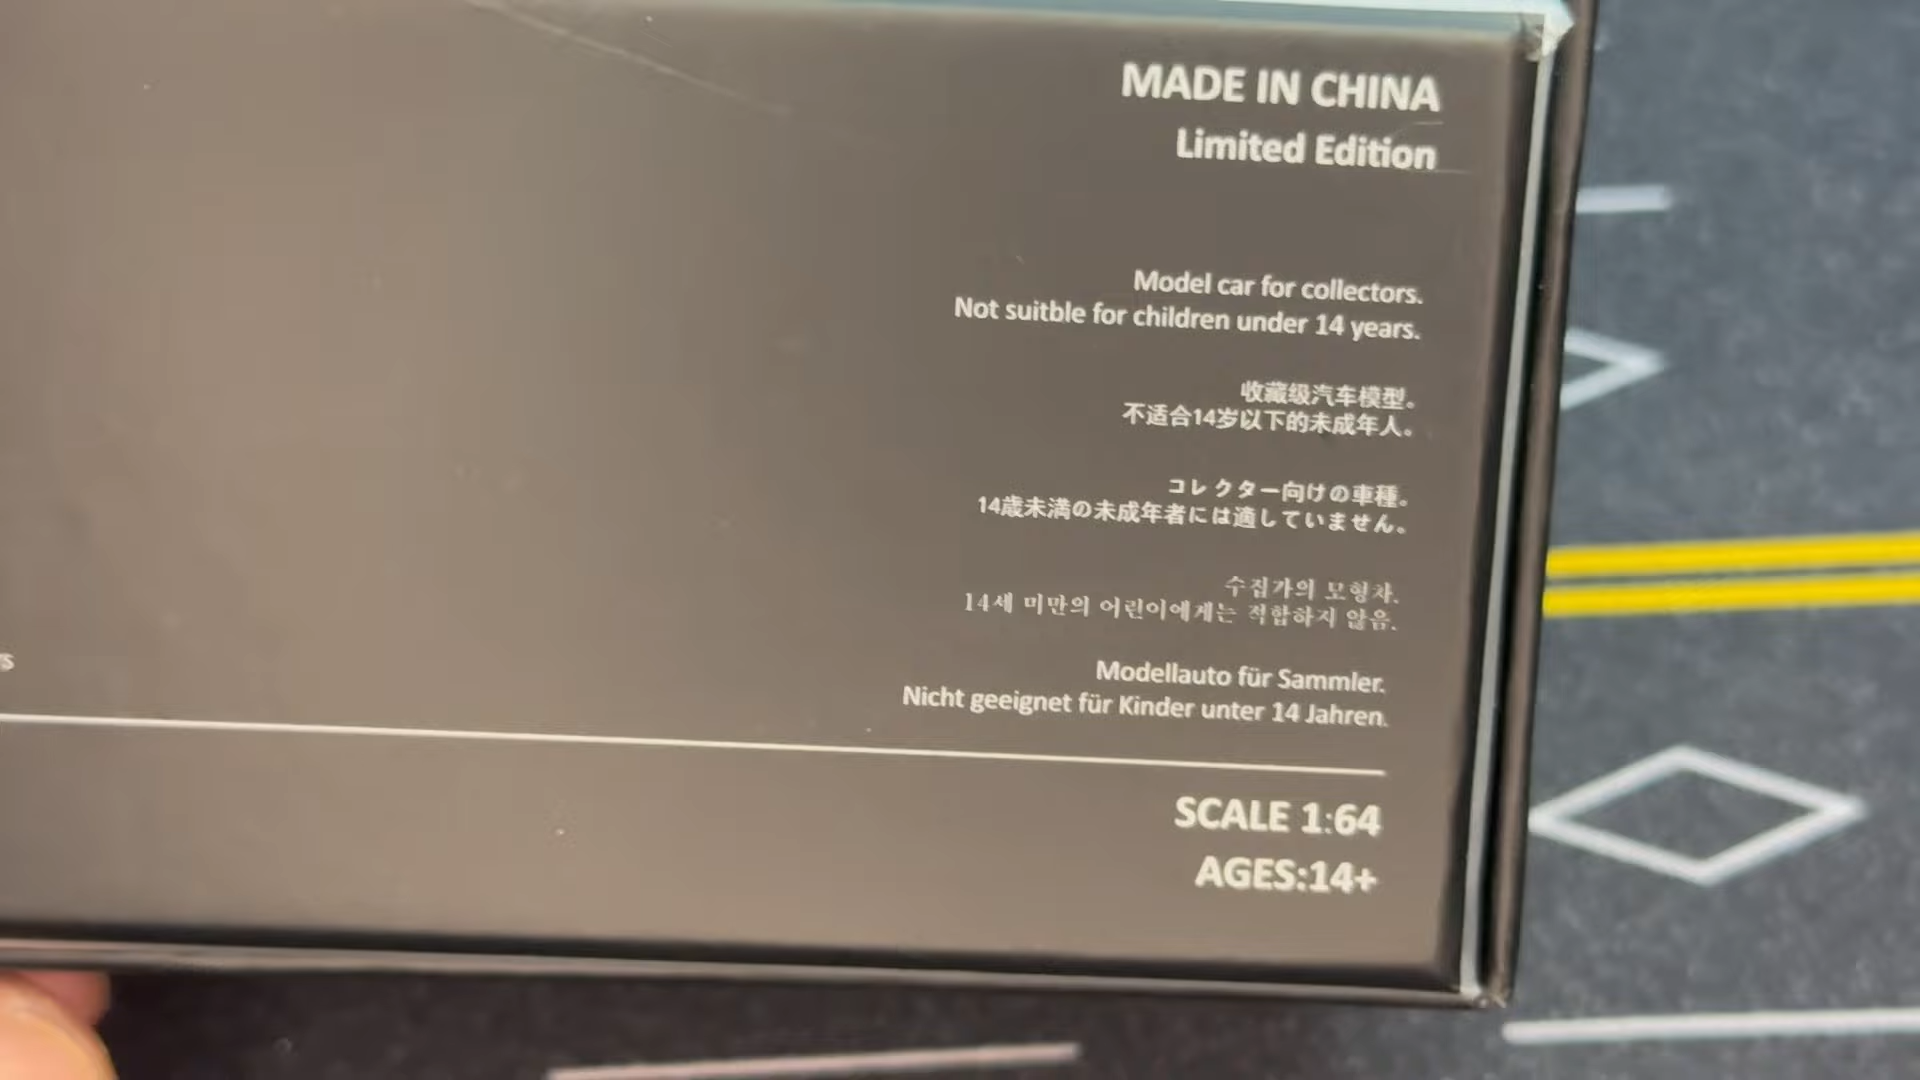 MADE IN CHINA
Limited Edition
Model car for collectors.
Not suitble for children under 14 years.
收藏级汽车模型。
不适合14岁以下的未成年人。
コレクター向けの車種。
14歳未満の未成年者には適していません。
수집가의 모형차.
14세 미만의 어린이에게는 적합하지 않음.
Modellauto für Sammler.
Nicht geeignet für Kinder unter 14 Jahren.
SCALE 1:64
AGES:14+